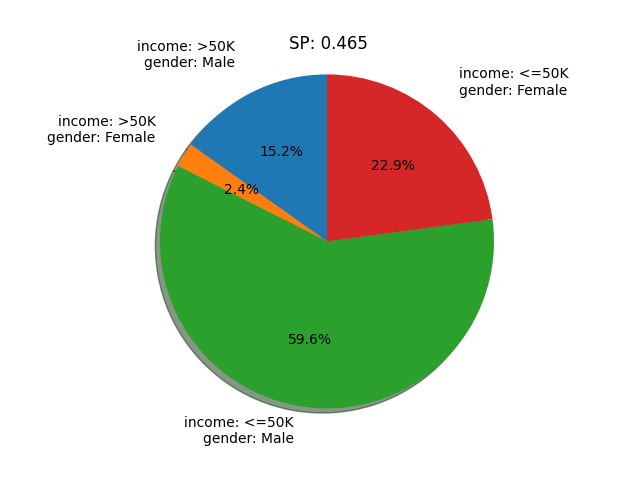 SP: 0.465
income: >50K
gender: Male
income: <=50K
gender: Female
income: >50K
gender: Female
15.2%
22.9%
2.4%
59.6%
income: <=50K
gender: Male